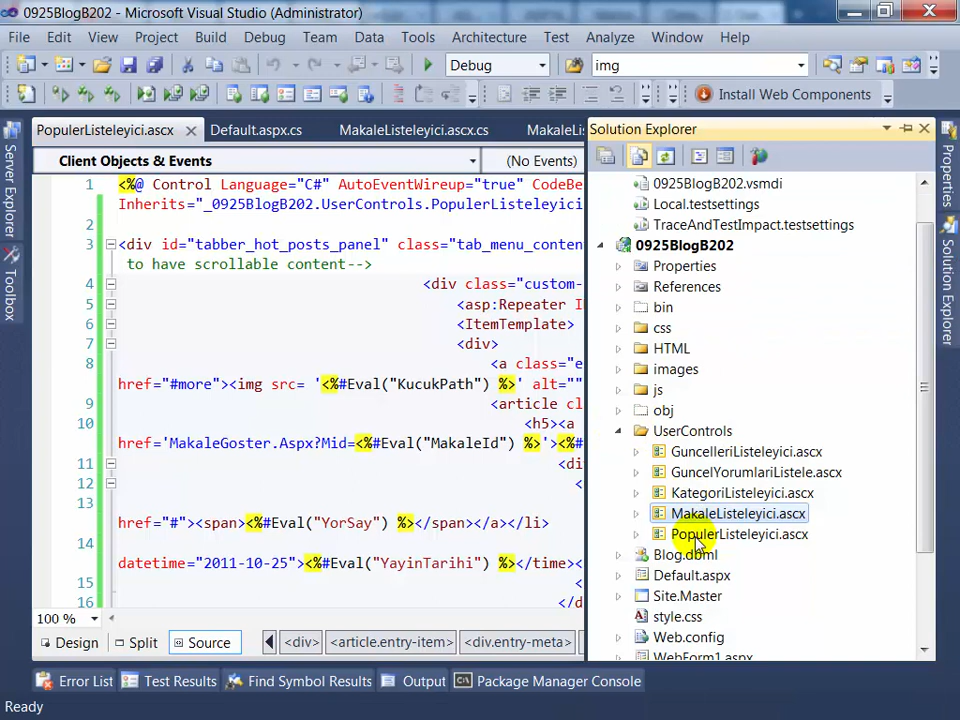 0925BlogB202 - Microsoft Visual Studio (Administrator)
File Edit View Project Build Debug Team Data Tools Architecture Test Analyze Window Help
Debug img
Install Web Components
PopulerListeleyici.ascx Default.aspx.cs MakaleListeleyici.ascx.cs MakaleLis
Client Objects & Events (No Events)
1 <%@ Control Language="C#" AutoEventWireup="true" CodeBe
Inherits="_0925BlogB202.UserControls.PopulerListeleyici
2
3 <div id="tabber_hot_posts_panel" class="tab_menu_conten
to have scrollable content-->
4 <div class="custom-
5 <asp:Repeater I
6 <ItemTemplate>
7 <div>
8 <a class="e
href="#more"><img src= '<%#Eval("KucukPath") %>' alt=""
9 <article cl
10 <h5><a
href='MakaleGoster.Aspx?Mid=<%#Eval("MakaleId") %>'><%#
11 <di
12 <
13
href="#"><span><%#Eval("YorSay") %></span></a></li>
14
datetime="2011-10-25"><%#Eval("YayinTarihi") %></time><
15 <
16 </d
100 %
Design Split Source <div> <article.entry-item> <div.entry-meta>
Solution Explorer
0925BlogB202.vsmdi
Local.testsettings
TraceAndTestImpact.testsettings
0925BlogB202
Properties
References
bin
css
HTML
images
js
obj
UserControls
GuncelleriListeleyici.ascx
GuncelYorumlariListele.ascx
KategoriListeleyici.ascx
MakaleListeleyici.ascx
PopulerListeleyici.ascx
Blog.dbml
Default.aspx
Site.Master
style.css
Web.config
WebForm1.aspx
Server Explorer
Toolbox
Properties
Solution Explorer
Error List Test Results Find Symbol Results Output Package Manager Console
Ready